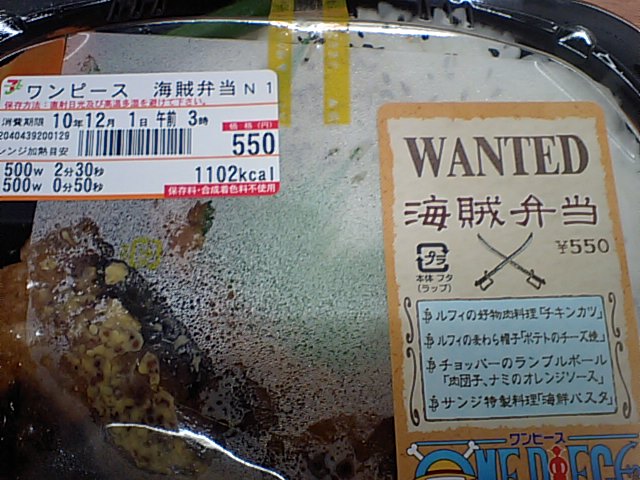 ワンピース 海賊弁当N1
保存方法：直射日光及び高温多湿を避けて下さい。
消費期限 10年12月 1日 午前 3時
2040439200129
価格(円)
レンジ加熱目安
550
500w 2分30秒
500w 0分50秒
1102kcal
保存料・合成着色料不使用
WANTED
海賊弁当
¥550
プラ
本体 フタ
(ラップ)
ルフィの好物肉料理「チキンカツ」
ルフィの麦わら帽子「ポテトのチーズ焼」
チョッパーのランブルボール
「肉団子、ナミのオレンジソース」
サンジ特製料理「海鮮パスタ」
ワンピース
ONE PIECE